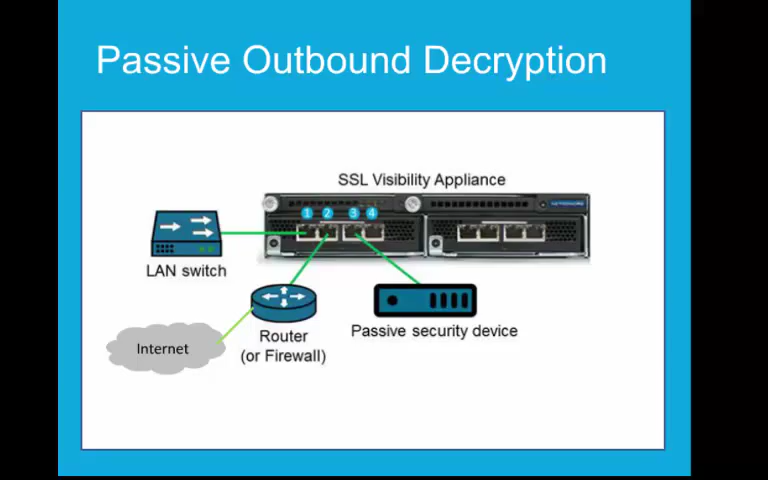 Passive Outbound Decryption
SSL Visibility Appliance
1 2 3 4
LAN switch
Router
(or Firewall)
Passive security device
Internet